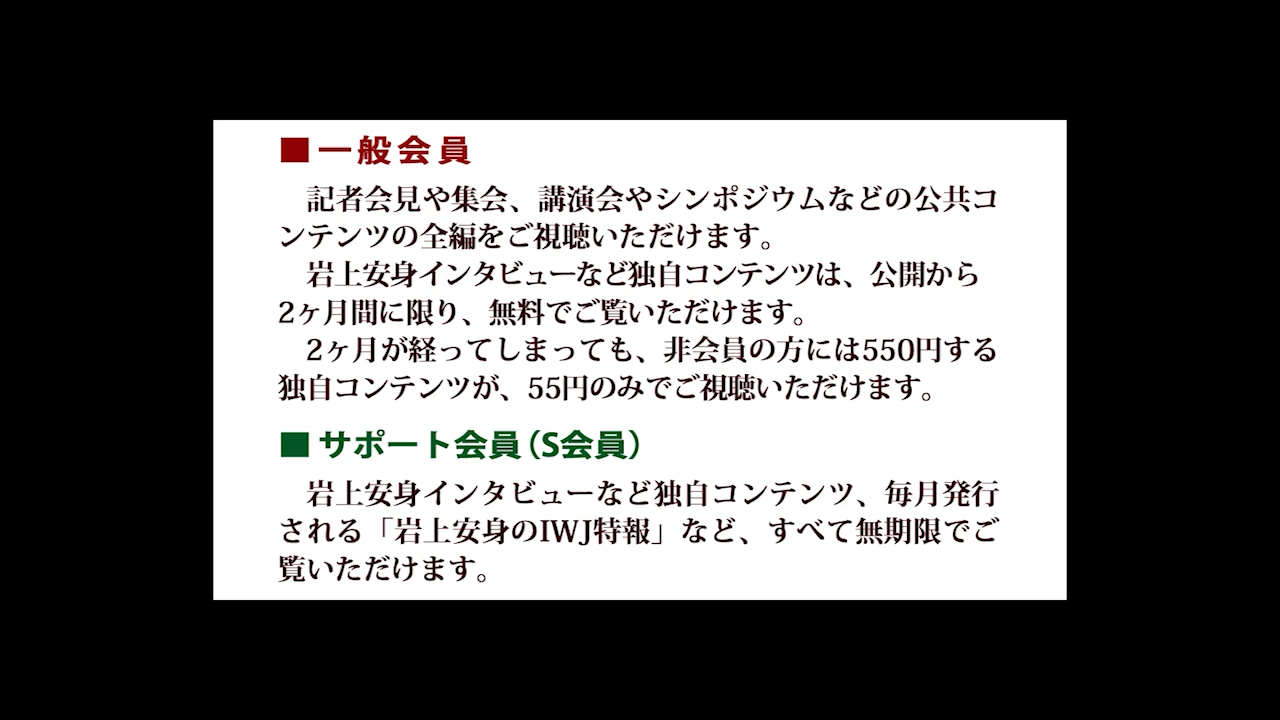 ■一般会員
　記者会見や集会、講演会やシンポジウムなどの公共コ
ンテンツの全編をご視聴いただけます。
　岩上安身インタビューなど独自コンテンツは、公開から
2ヶ月間に限り、無料でご覧いただけます。
　2ヶ月が経ってしまっても、非会員の方には550円する
独自コンテンツが、55円のみでご視聴いただけます。
■サポート会員（S会員）
　岩上安身インタビューなど独自コンテンツ、毎月発行
される「岩上安身のIWJ特報」など、すべて無期限でご
覧いただけます。